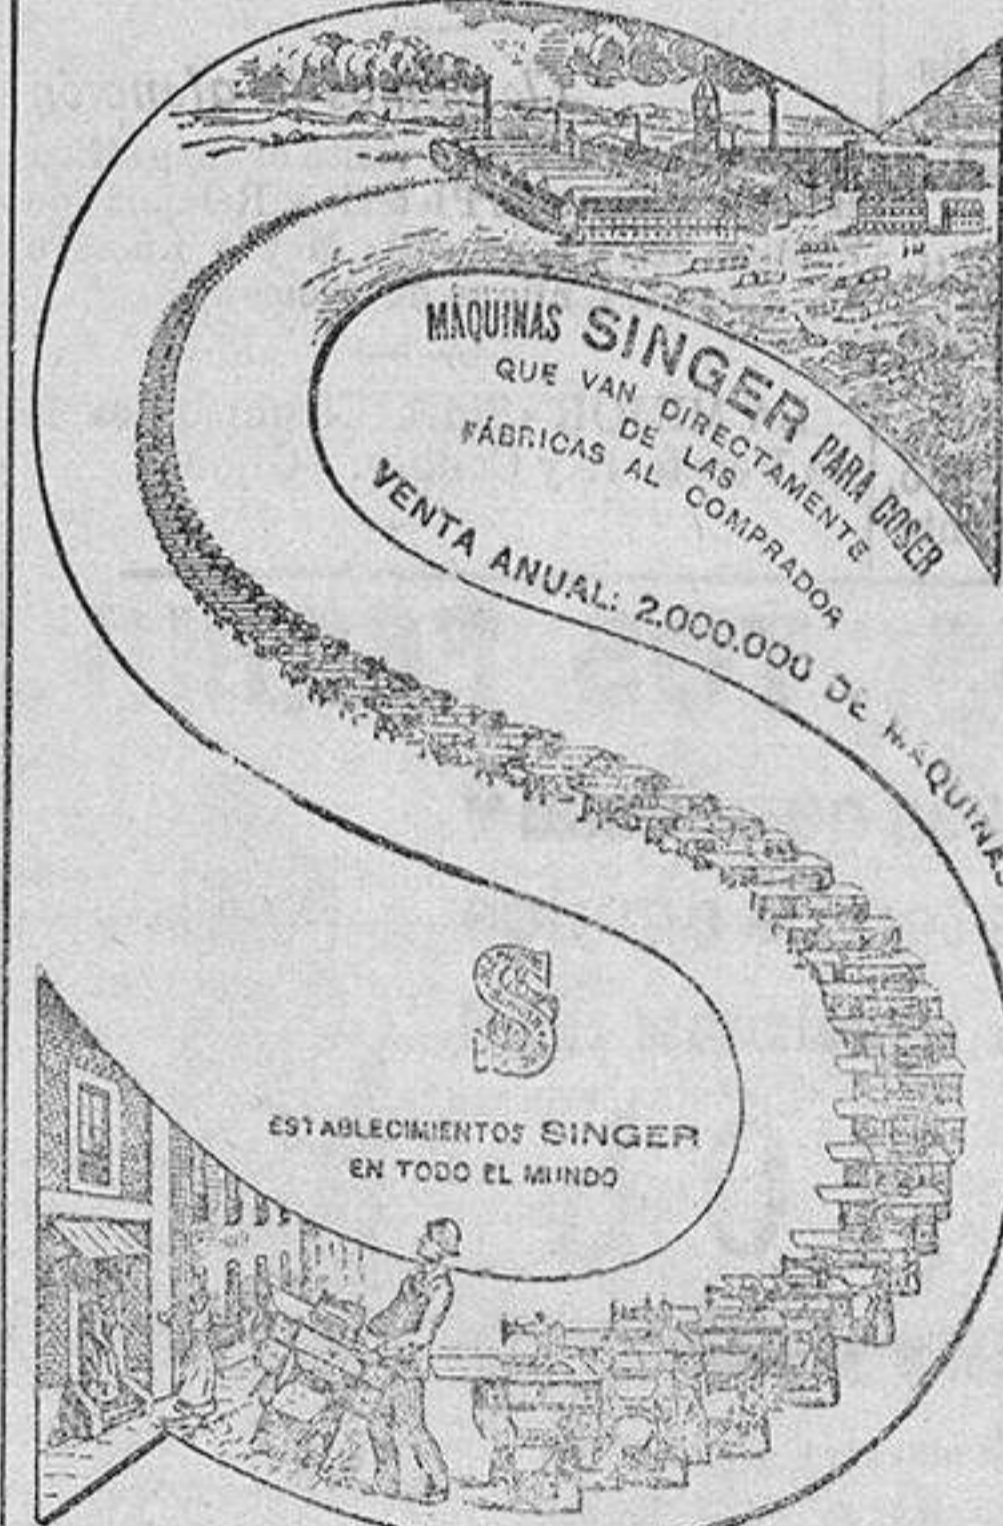 MÁQUINAS SINGER PARA COSER
QUE VAN DIRECTAMENTE
DE LAS
FÁBRICAS AL COMPRADOR
VENTA ANUAL: 2.000.000 DE MÁQUINAS
S
ESTABLECIMIENTOS SINGER
EN TODO EL MUNDO